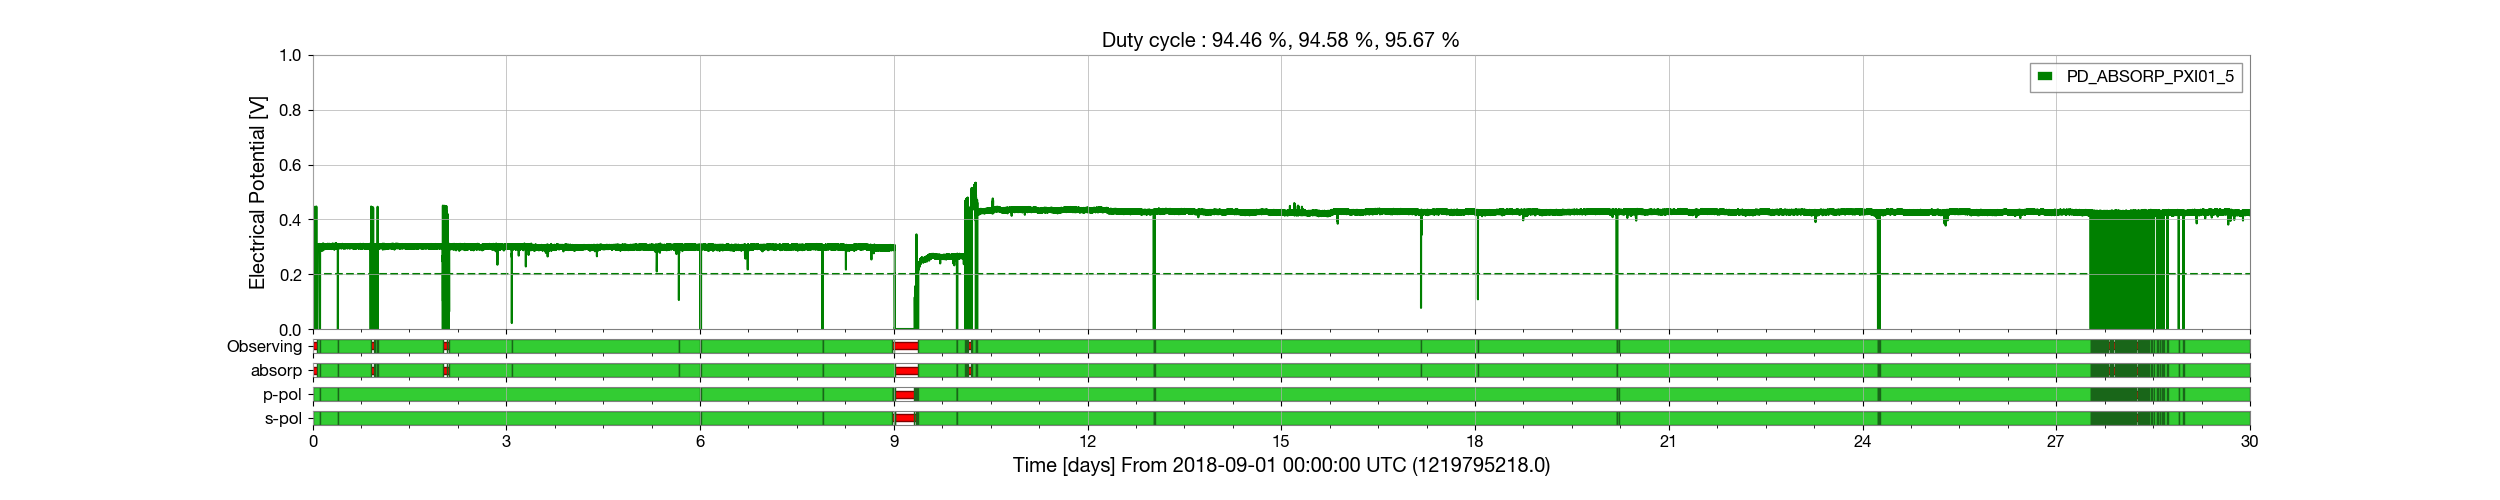 Duty cycle : 94.46 %, 94.58 %, 95.67 %
PD_ABSORP_PXI01_5
Electrical Potential [V]
1.0
0.8
0.6
0.4
0.2
0.0
Observing
absorp
p-pol
s-pol
0 3 6 9 12 15 18 21 24 27 30
Time [days] From 2018-09-01 00:00:00 UTC (1219795218.0)